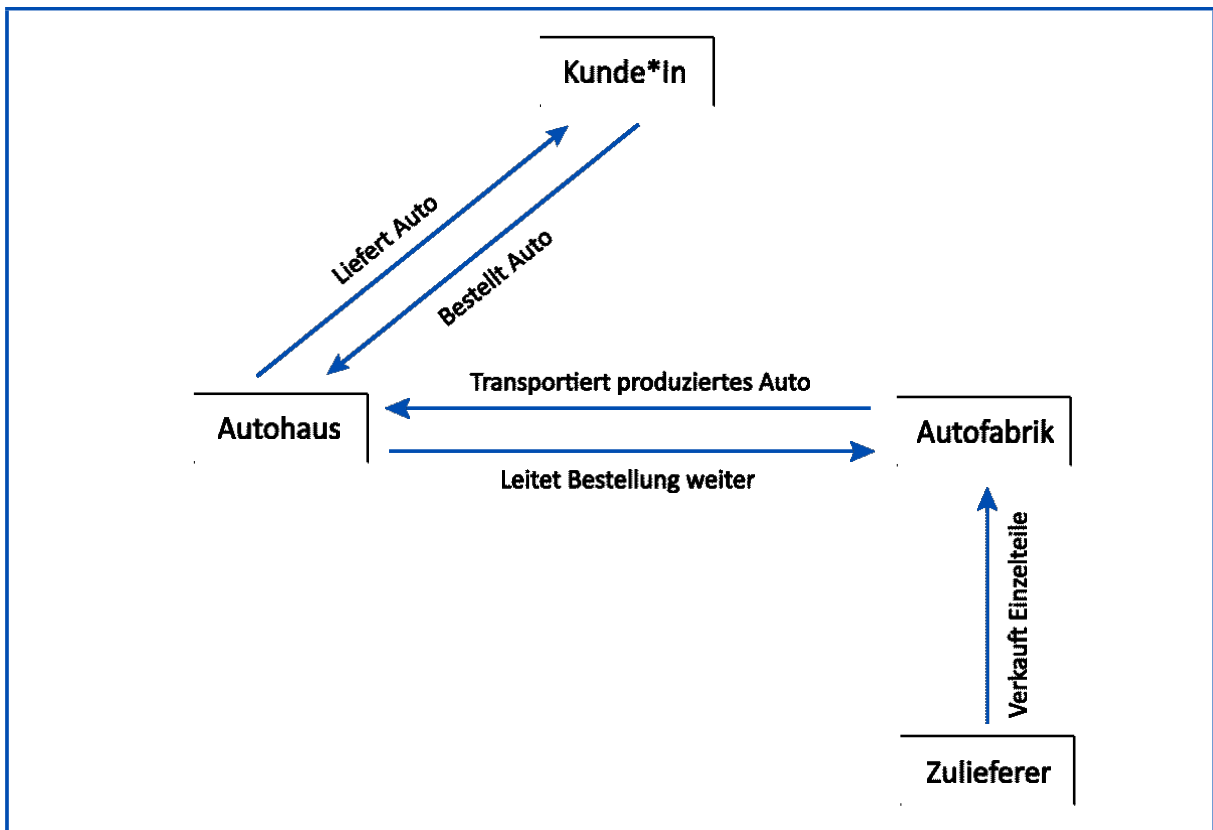 Kunde*In
Liefert Auto
Bestellt Auto
Transportiert produziertes Auto
Autohaus
Autofabrik
Leitet Bestellung weiter
Verkauft Einzelteile
Zulieferer